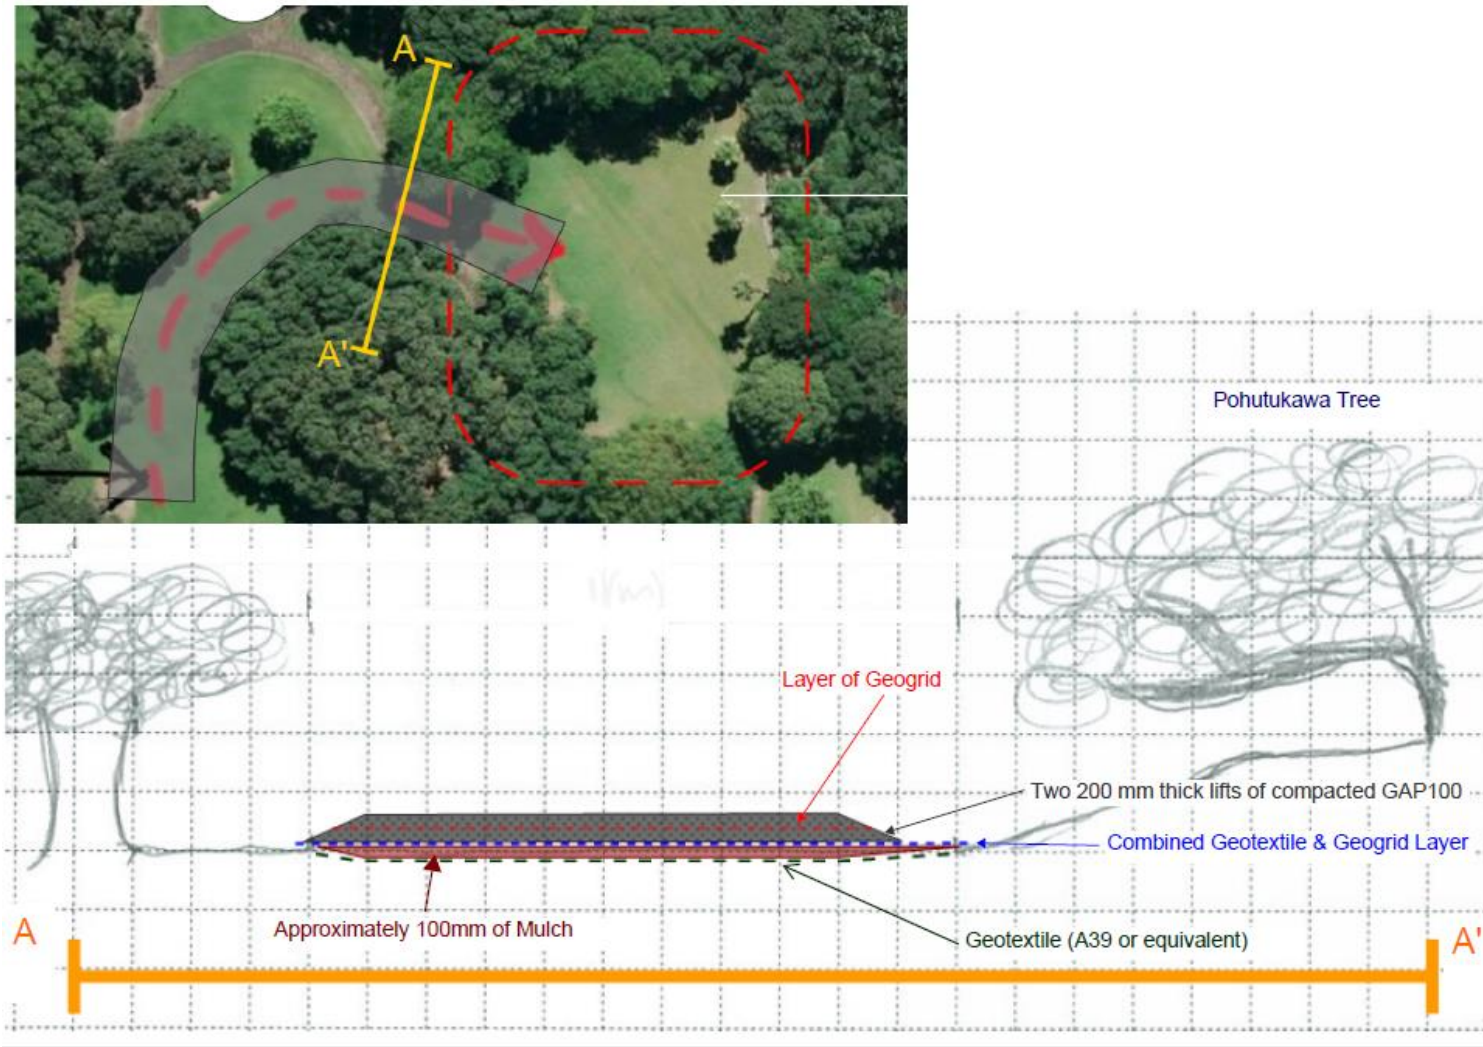 A
A'
Pohutukawa Tree
Layer of Geogrid
Two 200 mm thick lifts of compacted GAP100
Combined Geotextile & Geogrid Layer
Approximately 100mm of Mulch
Geotextile (A39 or equivalent)
A
A'